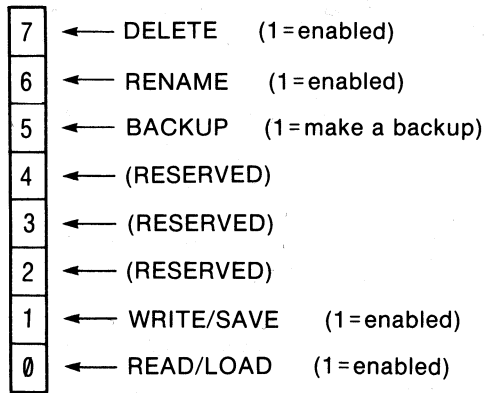 7 DELETE (1=enabled)
6 RENAME (1=enabled)
5 BACKUP (1=make a backup)
4 (RESERVED)
3 (RESERVED)
2 (RESERVED)
1 WRITE/SAVE (1=enabled)
0 READ/LOAD (1=enabled)